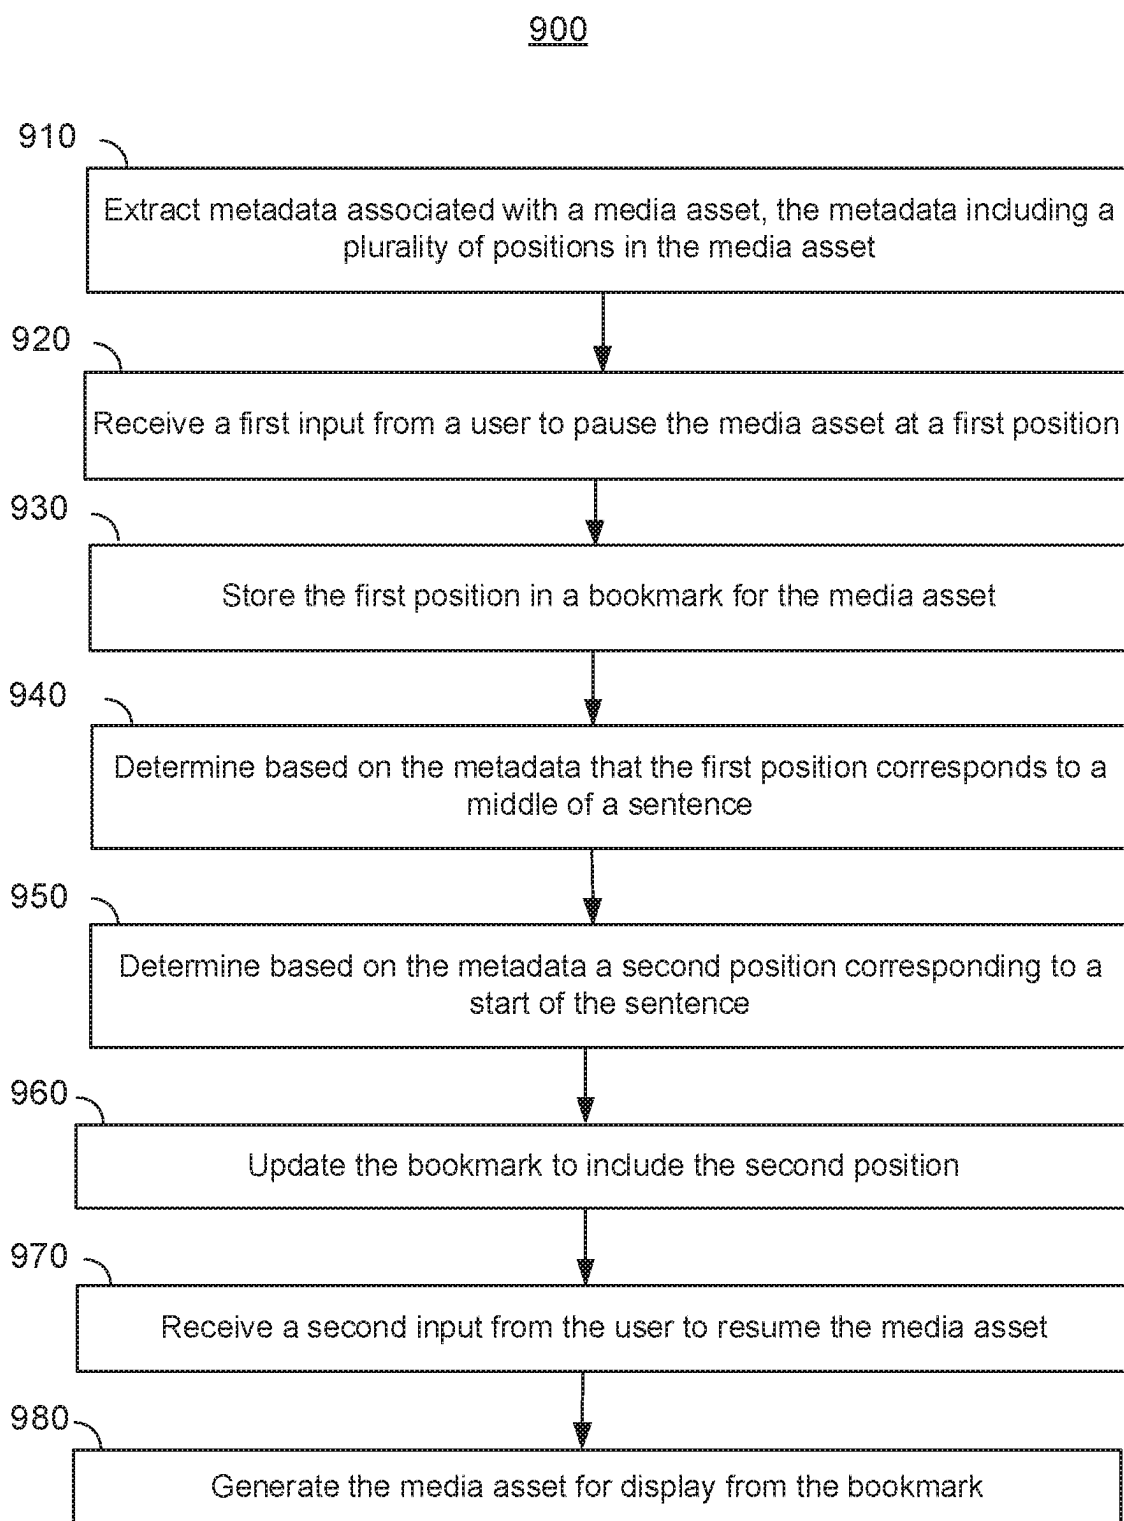 900
910
Extract metadata associated with a media asset, the metadata including a
plurality of positions in the media asset
920
Receive a first input from a user to pause the media asset at a first position
930
Store the first position in a bookmark for the media asset
940
Determine based on the metadata that the first position corresponds to a
middle of a sentence
950
Determine based on the metadata a second position corresponding to a
start of the sentence
960
Update the bookmark to include the second position
970
Receive a second input from the user to resume the media asset
980
Generate the media asset for display from the bookmark